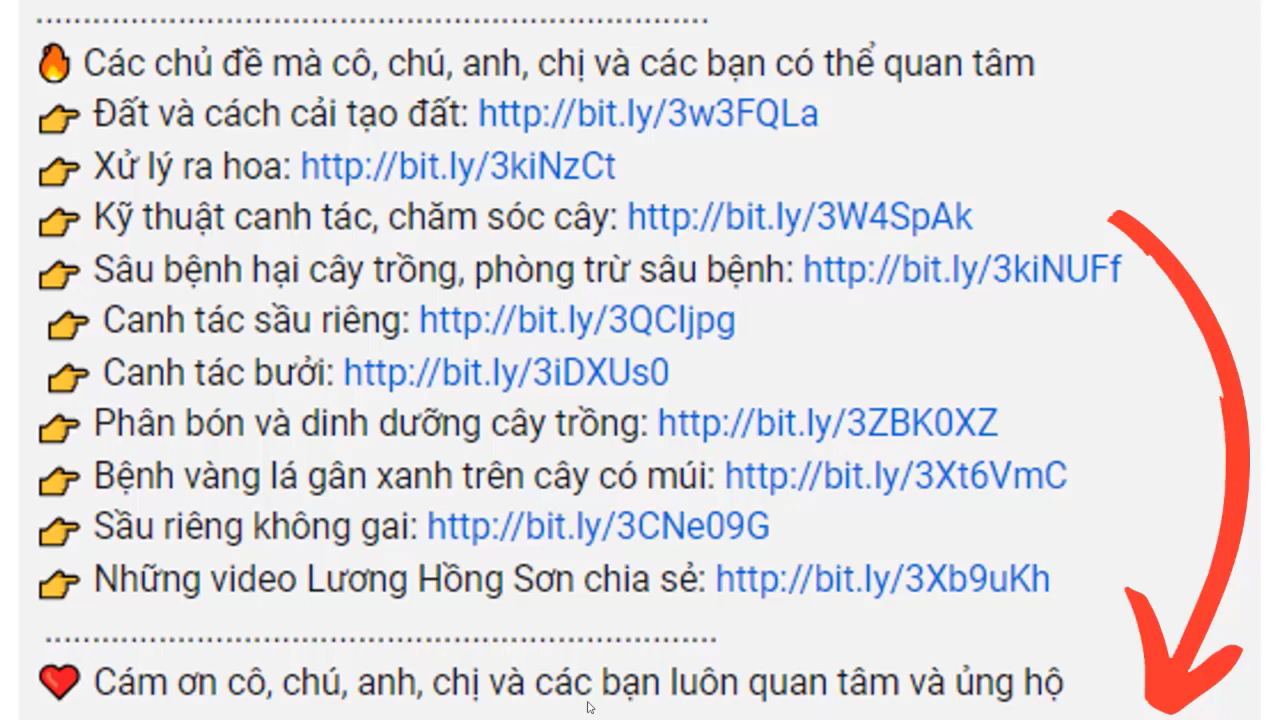 🔥 Các chủ đề mà cô, chú, anh, chị và các bạn có thể quan tâm
👉 Đất và cách cải tạo đất: http://bit.ly/3w3FQLa
👉 Xử lý ra hoa: http://bit.ly/3kiNzCt
👉 Kỹ thuật canh tác, chăm sóc cây: http://bit.ly/3W4SpAk
👉 Sâu bệnh hại cây trồng, phòng trừ sâu bệnh: http://bit.ly/3kiNUFf
👉 Canh tác sầu riêng: http://bit.ly/3QCIjpg
👉 Canh tác bưởi: http://bit.ly/3iDXUs0
👉 Phân bón và dinh dưỡng cây trồng: http://bit.ly/3ZBK0XZ
👉 Bệnh vàng lá gân xanh trên cây có múi: http://bit.ly/3Xt6VmC
👉 Sầu riêng không gai: http://bit.ly/3CNe09G
👉 Những video Lương Hồng Sơn chia sẻ: http://bit.ly/3Xb9uKh
❤️ Cám ơn cô, chú, anh, chị và các bạn luôn quan tâm và ủng hộ